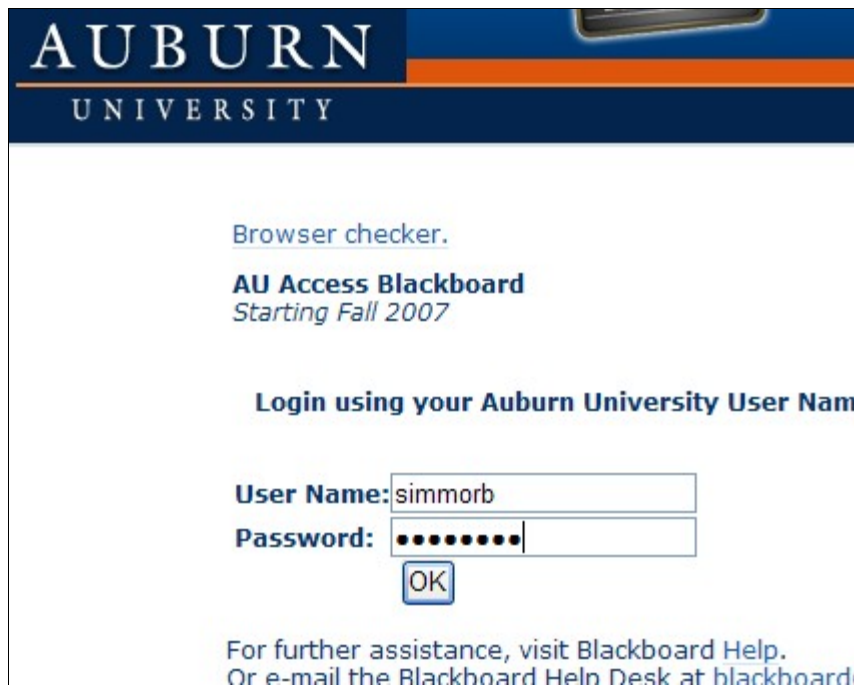 AUBURN
UNIVERSITY
Browser checker.
AU Access Blackboard
Starting Fall 2007
Login using your Auburn University User Nam
User Name: simmorb
Password: ●●●●●●●●
OK
For further assistance, visit Blackboard Help.
Or e-mail the Blackboard Help Desk at blackboard